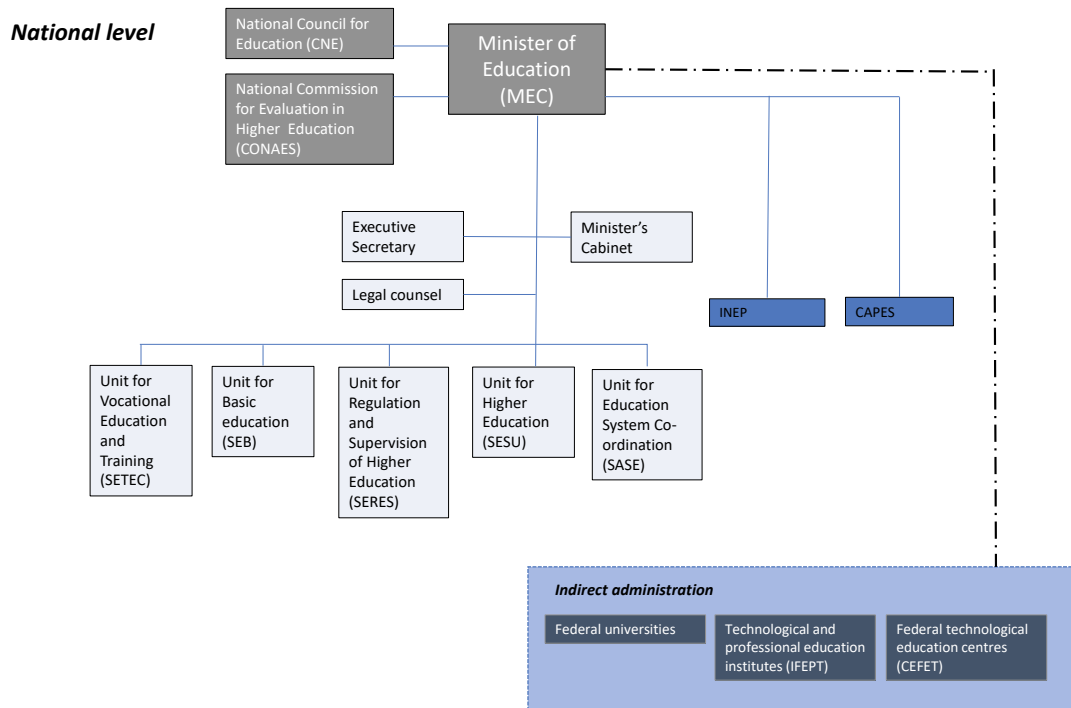 National level
National Council for
Education (CNE)
Minister of
Education
(MEC)
National Commission
for Evaluation in
Higher Education
(CONAES)
Executive
Secretary
Minister's
Cabinet
Legal counsel
INEP
CAPES
Unit for
Vocational
Education
and
Training
(SETEC)
Unit for
Basic
education
(SEB)
Unit for
Regulation
and
Supervision
of Higher
Education
(SERES)
Unit for
Higher
Education
(SESU)
Unit for
Education
System Co-
ordination
(SASE)
Indirect administration
Federal universities
Technological and
professional education
institutes (IFEPT)
Federal technological
education centres
(CEFET)